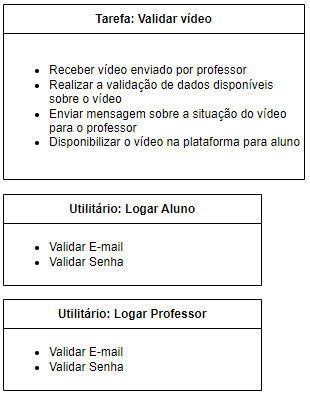 Tarefa: Validar vídeo
Receber vídeo enviado por professor
Realizar a validação de dados disponíveis
sobre o vídeo
Enviar mensagem sobre a situação do vídeo
para o professor
Disponibilizar o vídeo na plataforma para aluno
Utilitário: Logar Aluno
Validar E-mail
Validar Senha
Utilitário: Logar Professor
Validar E-mail
Validar Senha